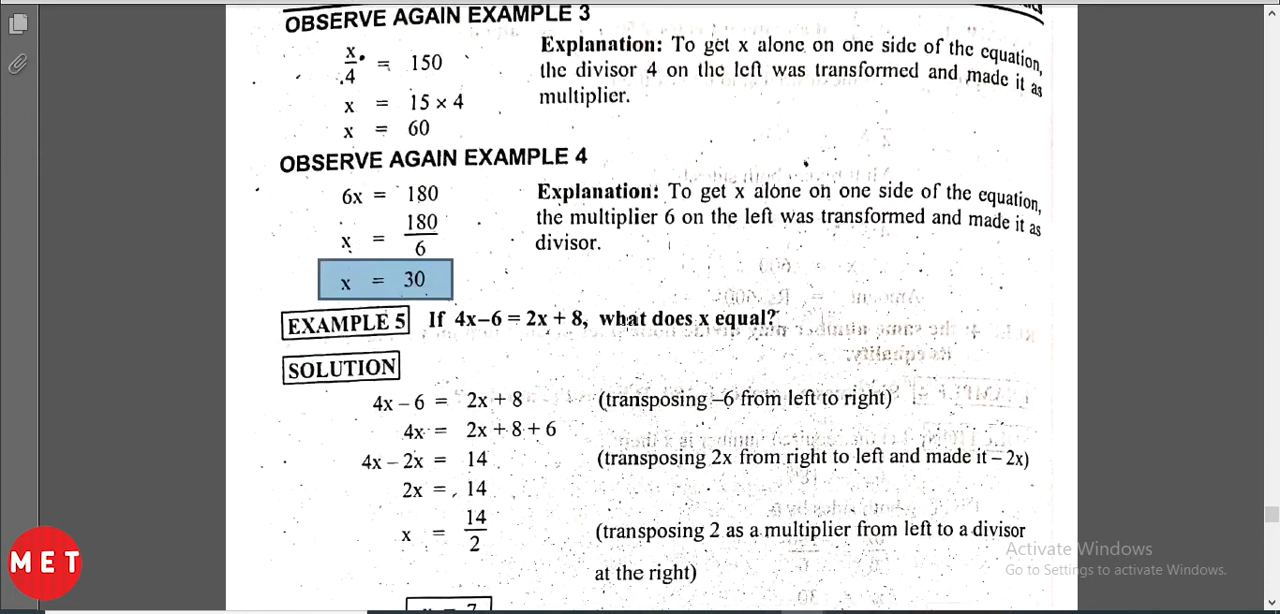 OBSERVE AGAIN EXAMPLE 3
x/4 = 150
Explanation: To get x alone on one side of the equation,
the divisor 4 on the left was transformed and made it as
x = 15 × 4
multiplier.
x = 60
OBSERVE AGAIN EXAMPLE 4
6x = 180
Explanation: To get x alone on one side of the equation,
x = 180/6
the multiplier 6 on the left was transformed and made it as
divisor.
x = 30
EXAMPLE 5 If 4x–6 = 2x + 8, what does x equal?
SOLUTION
4x – 6 = 2x + 8 (transposing –6 from left to right)
4x = 2x + 8 + 6
4x – 2x = 14 (transposing 2x from right to left and made it – 2x)
2x = 14
x = 14/2 (transposing 2 as a multiplier from left to a divisor
at the right)
MET
Activate Windows
Go to Settings to activate Windows.